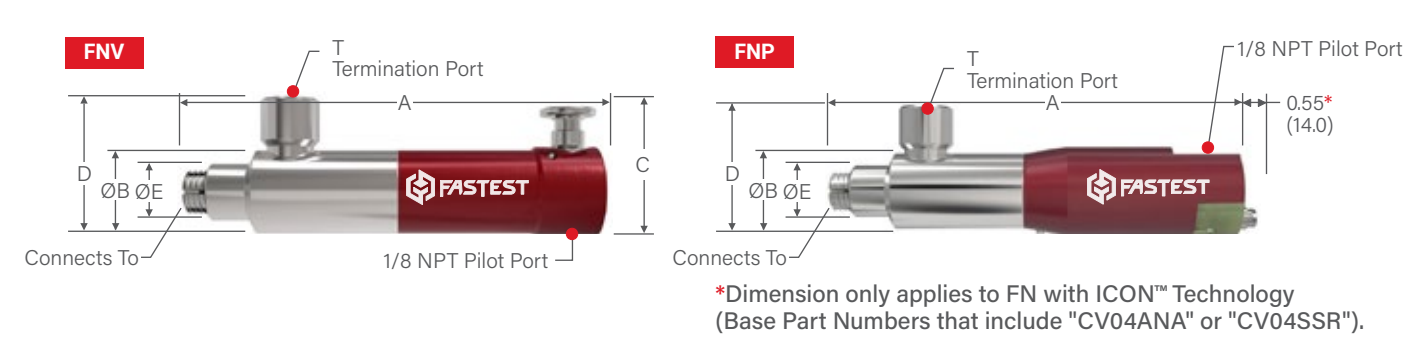 FNV
T
Termination Port
A
D
ØB
ØE
C
FASTEST
Connects To
1/8 NPT Pilot Port
FNP
1/8 NPT Pilot Port
T
Termination Port
A
0.55*
(14.0)
D
ØB
ØE
FASTEST
Connects To
*Dimension only applies to FN with ICON™ Technology
(Base Part Numbers that include "CV04ANA" or "CV04SSR").